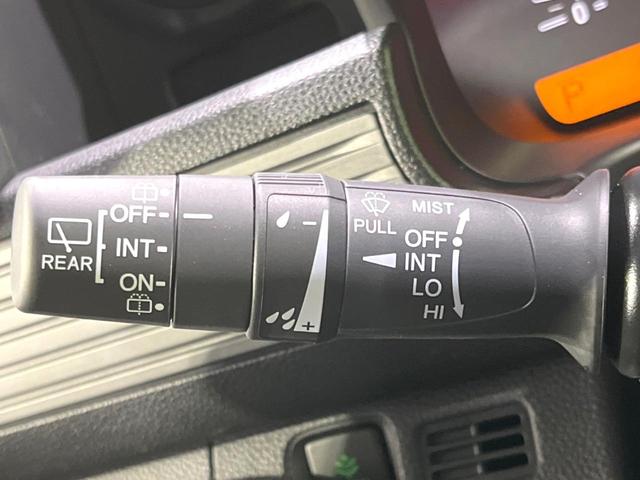 OFF
INT
REAR
ON
-
+
MIST
PULL
OFF
INT
LO
HI
P